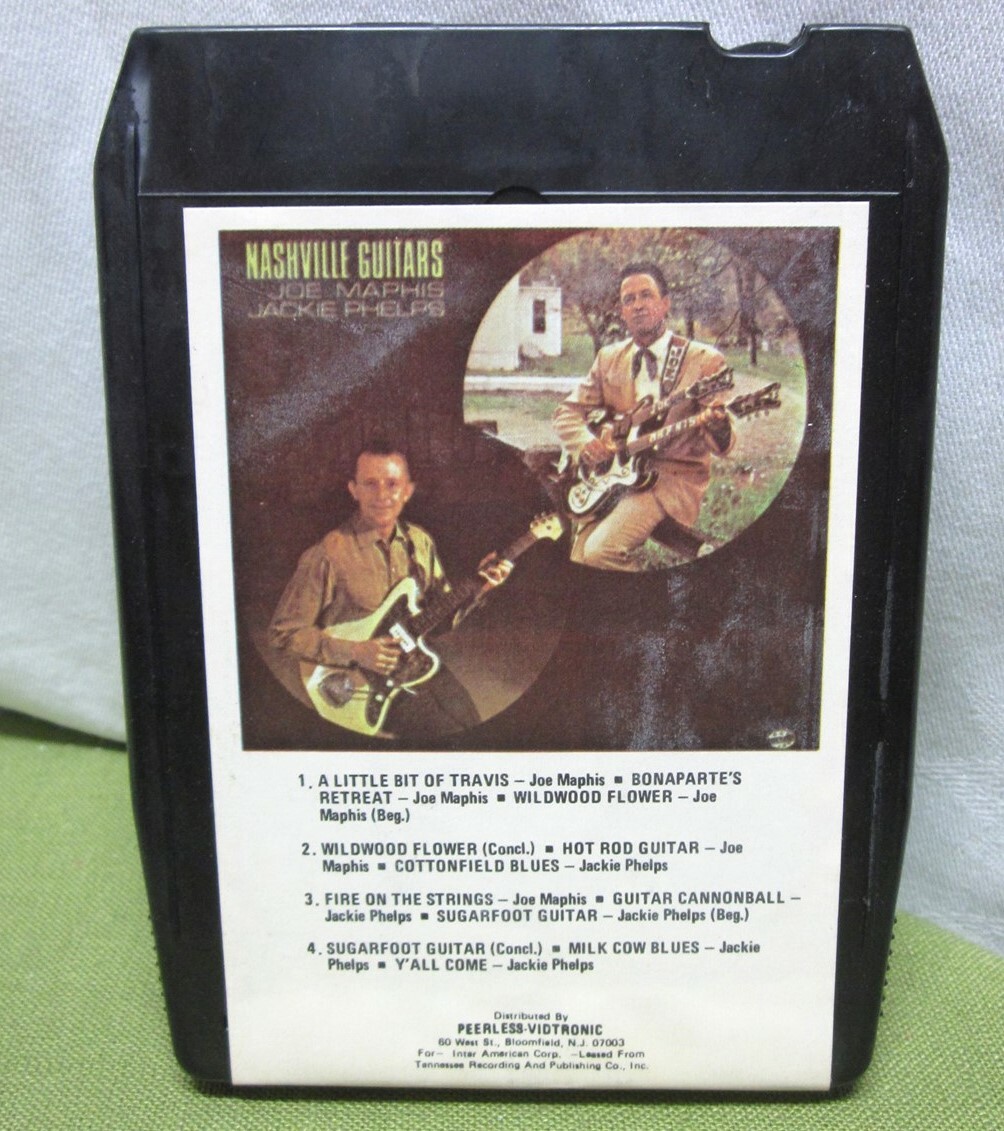 NASHVILLE GUITARS
JOE MAPHIS
JACKIE PHELPS
1. A LITTLE BIT OF TRAVIS – Joe Maphis ■ BONAPARTE'S
RETREAT – Joe Maphis ■ WILDWOOD FLOWER – Joe
Maphis (Beg.)
2. WILDWOOD FLOWER (Concl.) ■ HOT ROD GUITAR – Joe
Maphis ■ COTTONFIELD BLUES – Jackie Phelps
3. FIRE ON THE STRINGS – Joe Maphis ■ GUITAR CANNONBALL –
Jackie Phelps ■ SUGARFOOT GUITAR – Jackie Phelps (Beg.)
4. SUGARFOOT GUITAR (Concl.) ■ MILK COW BLUES – Jackie
Phelps ■ Y'ALL COME – Jackie Phelps
Distributed By
PEERLESS-VIDTRONIC
60 West St., Bloomfield, N.J. 07003
For– Inter American Corp. –Leased From
Tennessee Recording And Publishing Co., Inc.